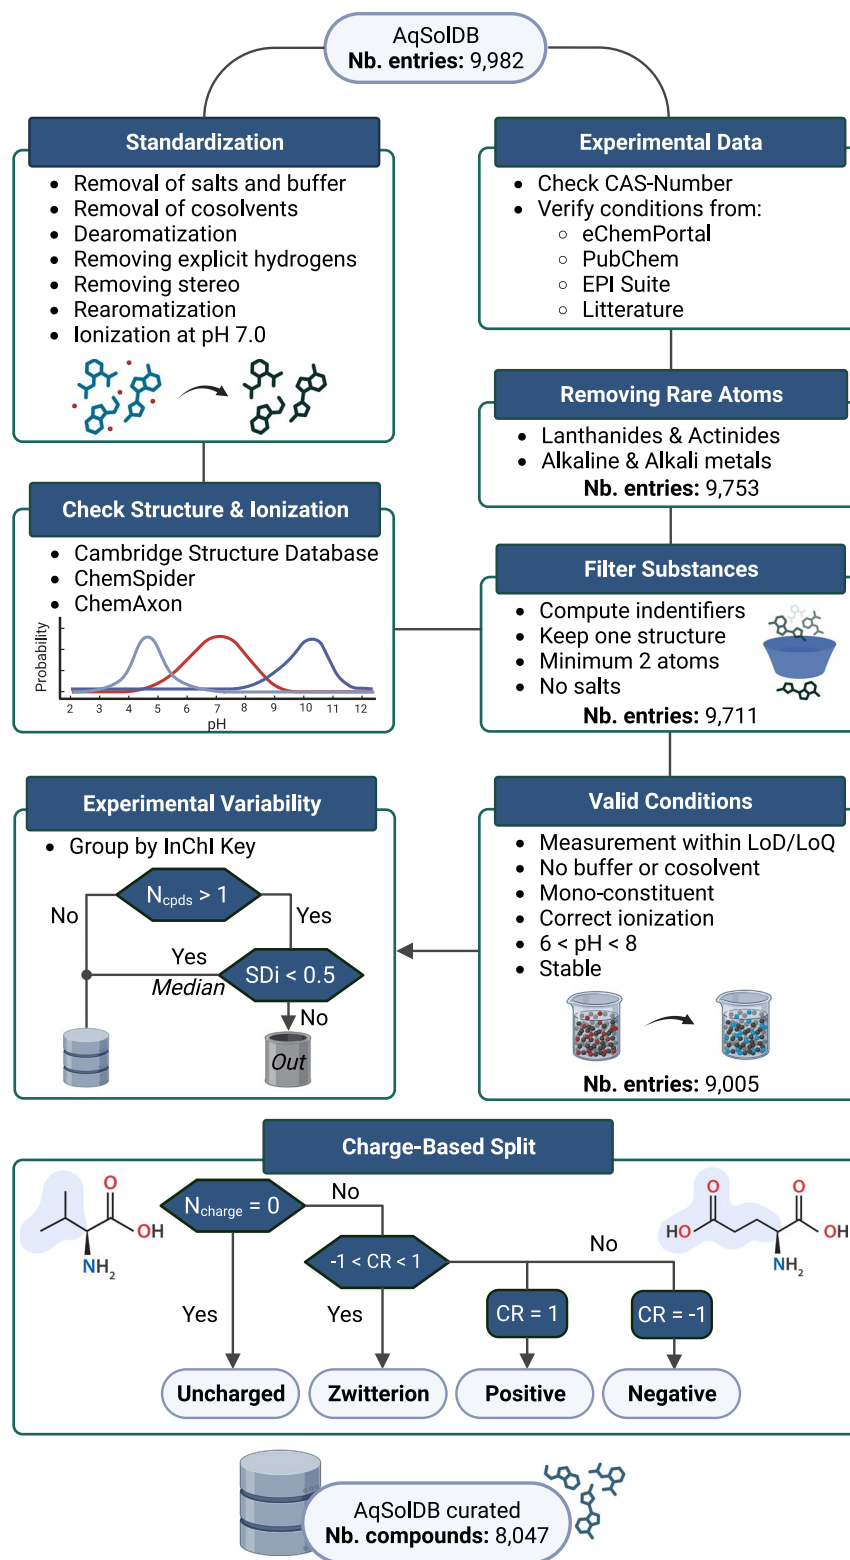 AqSolDB
Nb. entries: 9,982
Standardization
• Removal of salts and buffer
• Removal of cosolvents
• Dearomatization
• Removing explicit hydrogens
• Removing stereo
• Rearomatization
• Ionization at pH 7.0
Experimental Data
• Check CAS-Number
• Verify conditions from:
○ eChemPortal
○ PubChem
○ EPI Suite
○ Litterature
Removing Rare Atoms
• Lanthanides & Actinides
• Alkaline & Alkali metals
Nb. entries: 9,753
Check Structure & Ionization
• Cambridge Structure Database
• ChemSpider
• ChemAxon
Probability
2 3 4 5 6 7 8 9 10 11 12
pH
Filter Substances
• Compute indentifiers
• Keep one structure
• Minimum 2 atoms
• No salts
Nb. entries: 9,711
Experimental Variability
• Group by InChI Key
Ncpds > 1
No
Yes
Yes
SDi < 0.5
Median
No
Out
Valid Conditions
• Measurement within LoD/LoQ
• No buffer or cosolvent
• Mono-constituent
• Correct ionization
• 6 < pH < 8
• Stable
Nb. entries: 9,005
Charge-Based Split
O
OH
NH2
Ncharge = 0
No
-1 < CR < 1
No
O
O
HO
OH
NH2
Yes
Yes
CR = 1
CR = -1
Uncharged
Zwitterion
Positive
Negative
AqSolDB curated
Nb. compounds: 8,047